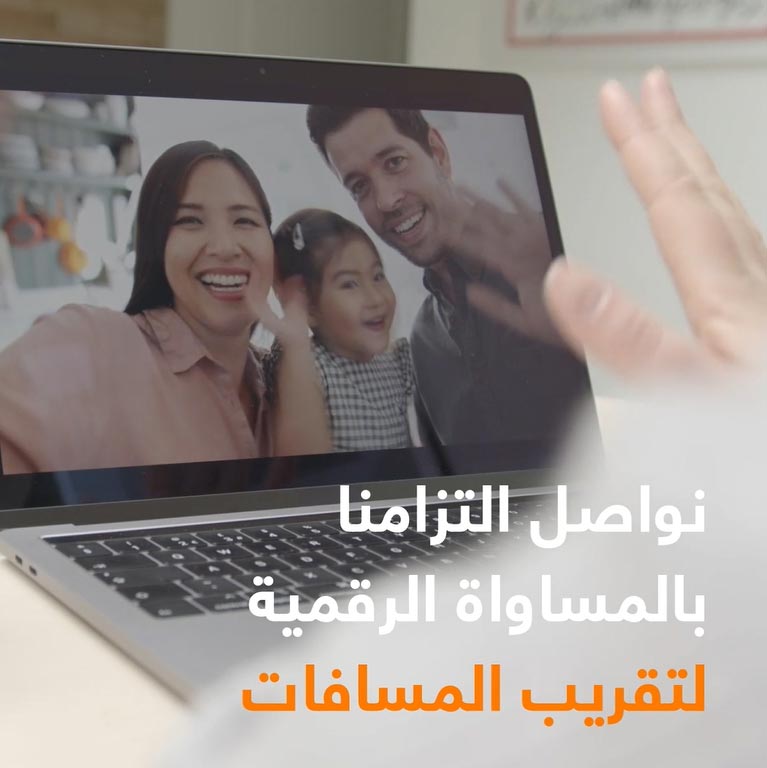 نواصل التزامنا
بالمساواة الرقمية
لتقريب المسافات